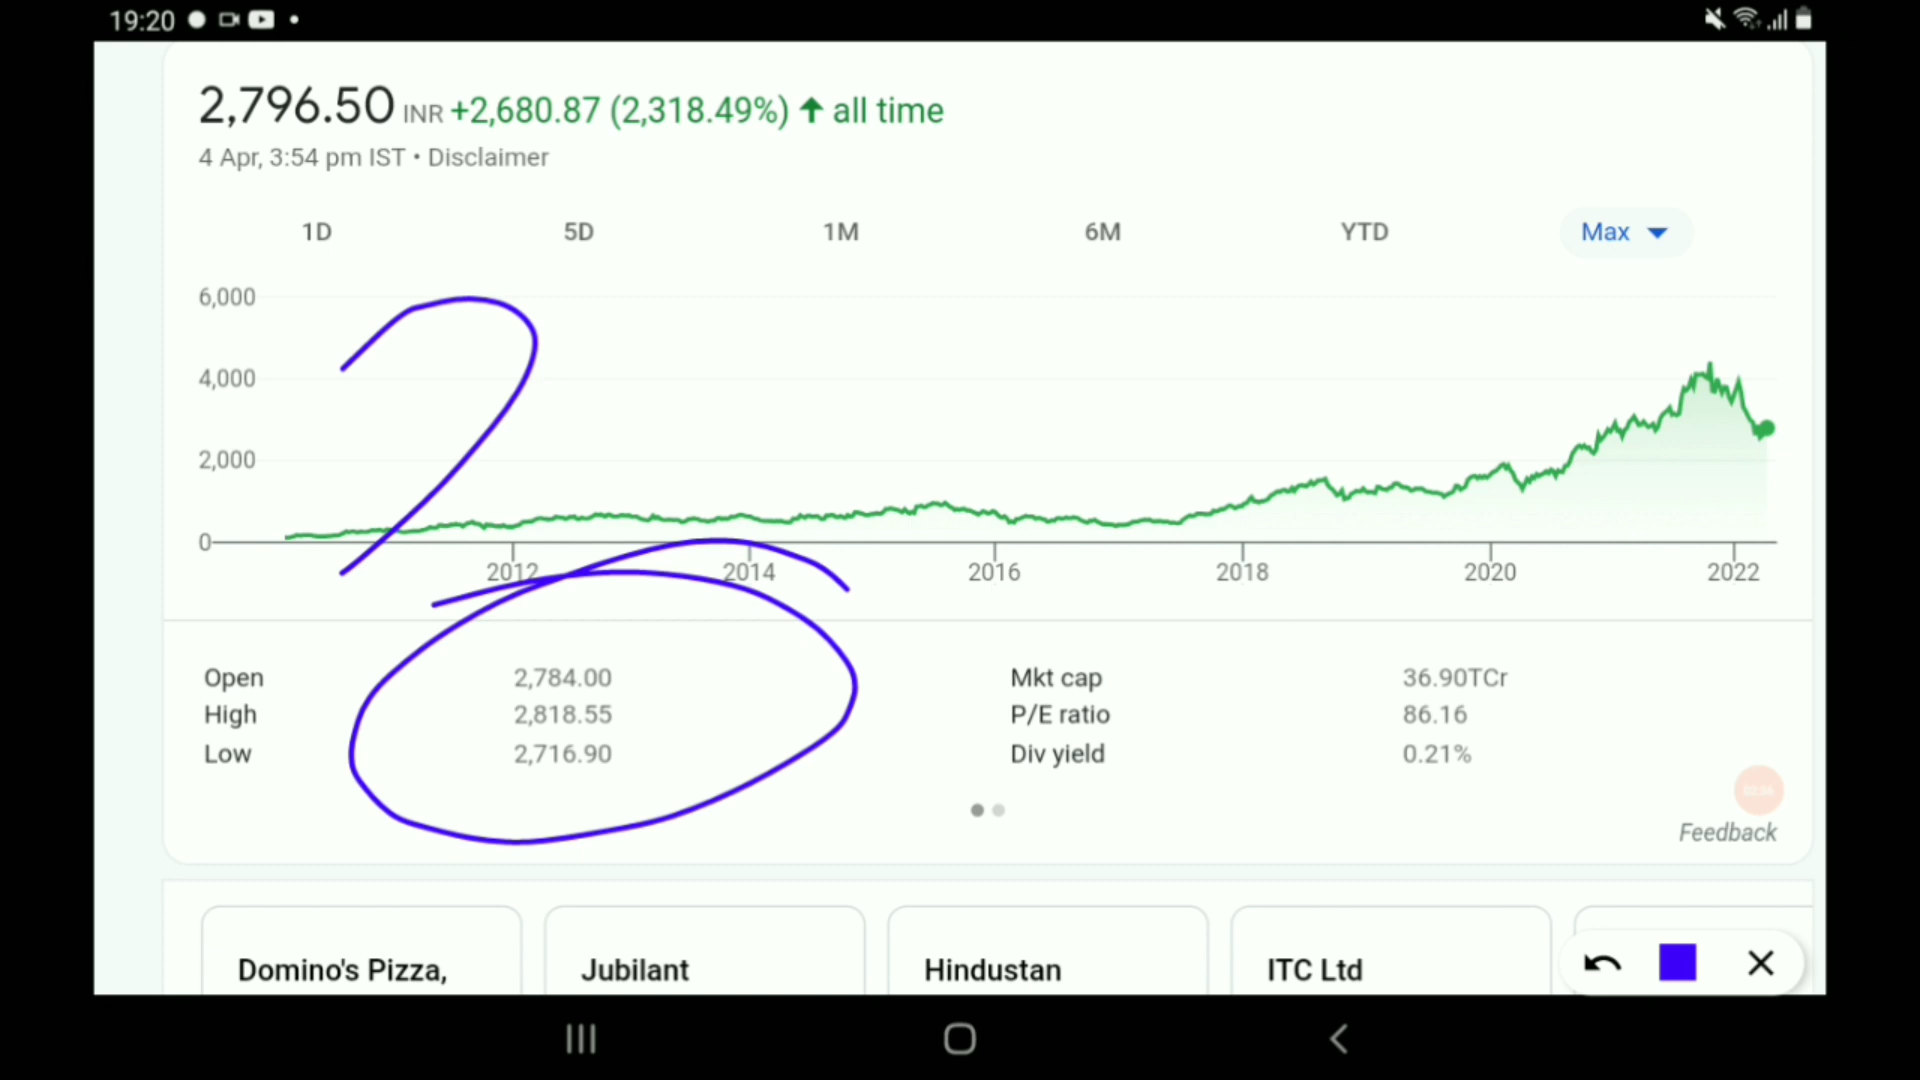 19:20
2,796.50 INR +2,680.87 (2,318.49%) ↑ all time
4 Apr, 3:54 pm IST • Disclaimer
1D 5D 1M 6M YTD Max
6,000
4,000
2,000
0
2012 2014 2016 2018 2020 2022
Open 2,784.00 Mkt cap 36.90TCr
High 2,818.55 P/E ratio 86.16
Low 2,716.90 Div yield 0.21%
Feedback
Domino's Pizza, Jubilant Hindustan ITC Ltd